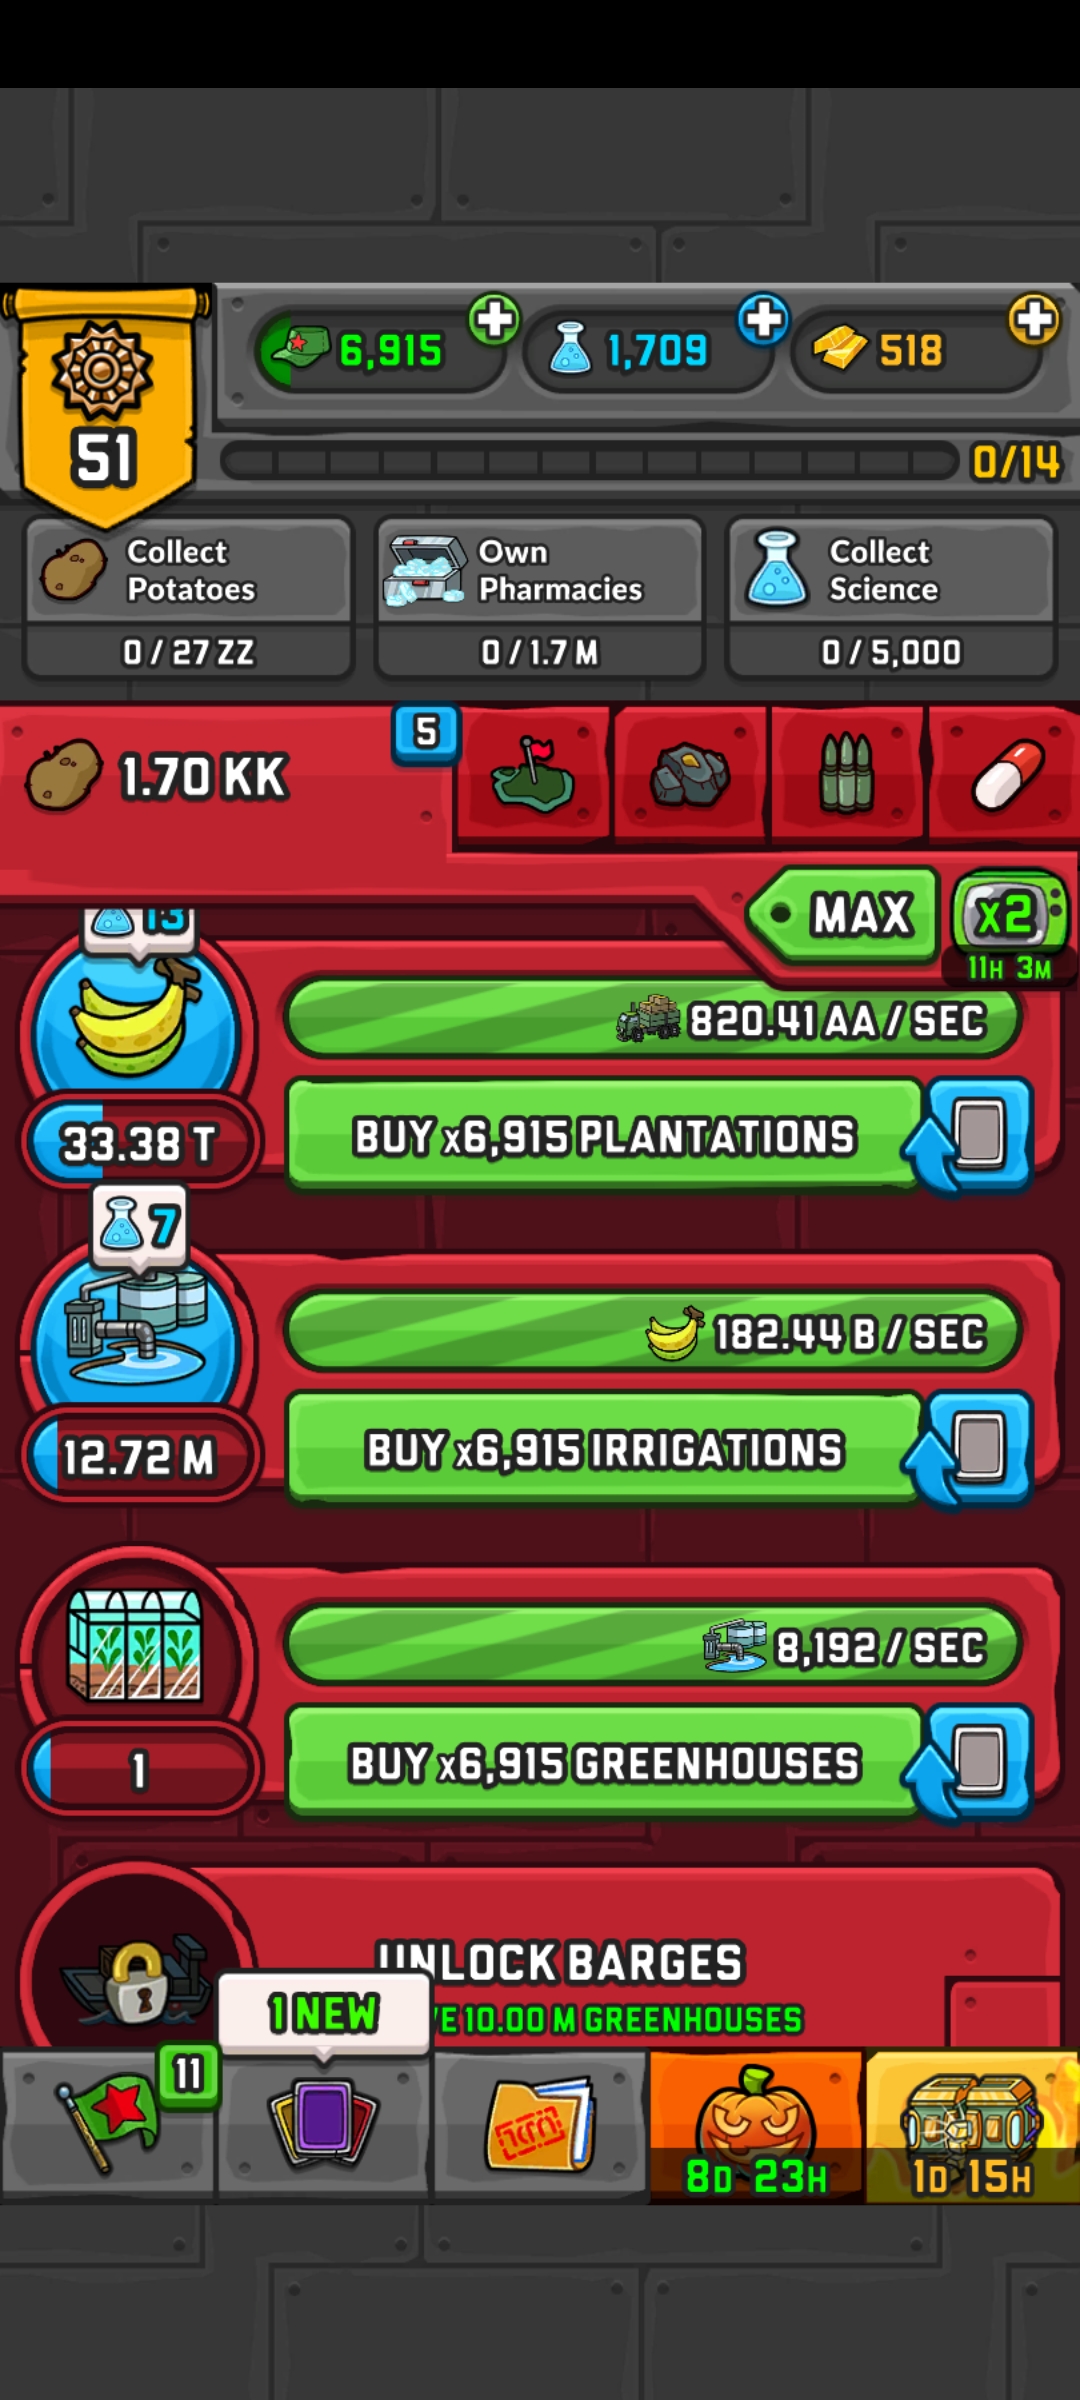 51
6,915
1,709
518
0/14
Collect
Potatoes
0 / 27 ZZ
Own
Pharmacies
0 / 1.7 M
Collect
Science
0 / 5,000
1.70 KK
5
MAX
x2
11H 3M
13
820.41 AA / SEC
33.38 T
BUY x6,915 PLANTATIONS
7
182.44 B / SEC
12.72 M
BUY x6,915 IRRIGATIONS
8,192 / SEC
1
BUY x6,915 GREENHOUSES
UNLOCK BARGES
10.00 M GREENHOUSES
1 NEW
11
8D 23H
1D 15H